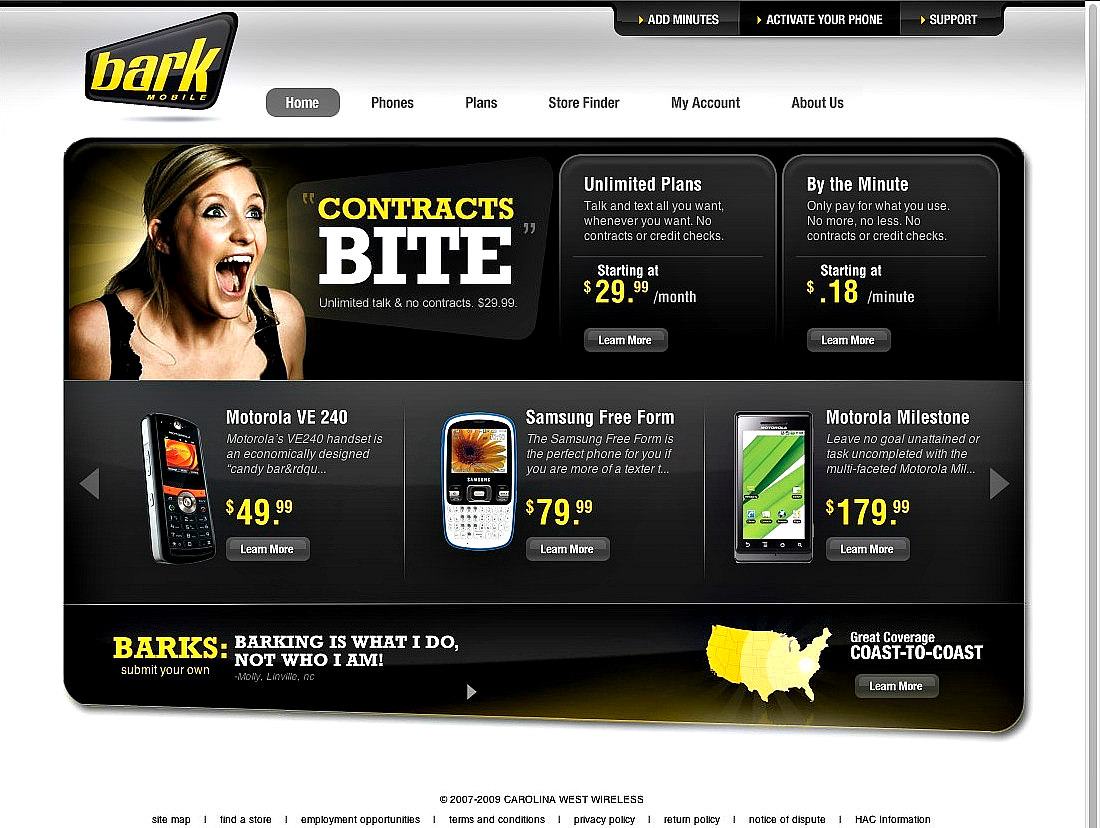 ADD MINUTES
ACTIVATE YOUR PHONE
SUPPORT
bark
MOBILE
Home
Phones
Plans
Store Finder
My Account
About Us
"CONTRACTS
BITE"
Unlimited talk & no contracts. $29.99.
Unlimited Plans
Talk and text all you want,
whenever you want. No
contracts or credit checks.
Starting at
$29.99 /month
Learn More
By the Minute
Only pay for what you use.
No more, no less. No
contracts or credit checks.
Starting at
$.18 /minute
Learn More
Motorola VE 240
Motorola's VE240 handset is
an economically designed
"candy bar&rdqu...
$49.99
Learn More
SAMSUNG
Samsung Free Form
The Samsung Free Form is
the perfect phone for you if
you are more of a texter t...
$79.99
Learn More
MOTOROLA
Motorola Milestone
Leave no goal unattained or
task uncompleted with the
multi-faceted Motorola Mil...
$179.99
Learn More
BARKS:
submit your own
BARKING IS WHAT I DO,
NOT WHO I AM!
-Molly, Linville, nc
Great Coverage
COAST-TO-COAST
Learn More
© 2007-2009 CAROLINA WEST WIRELESS
site map | find a store | employment opportunities | terms and conditions | privacy policy | return policy | notice of dispute | HAC Information